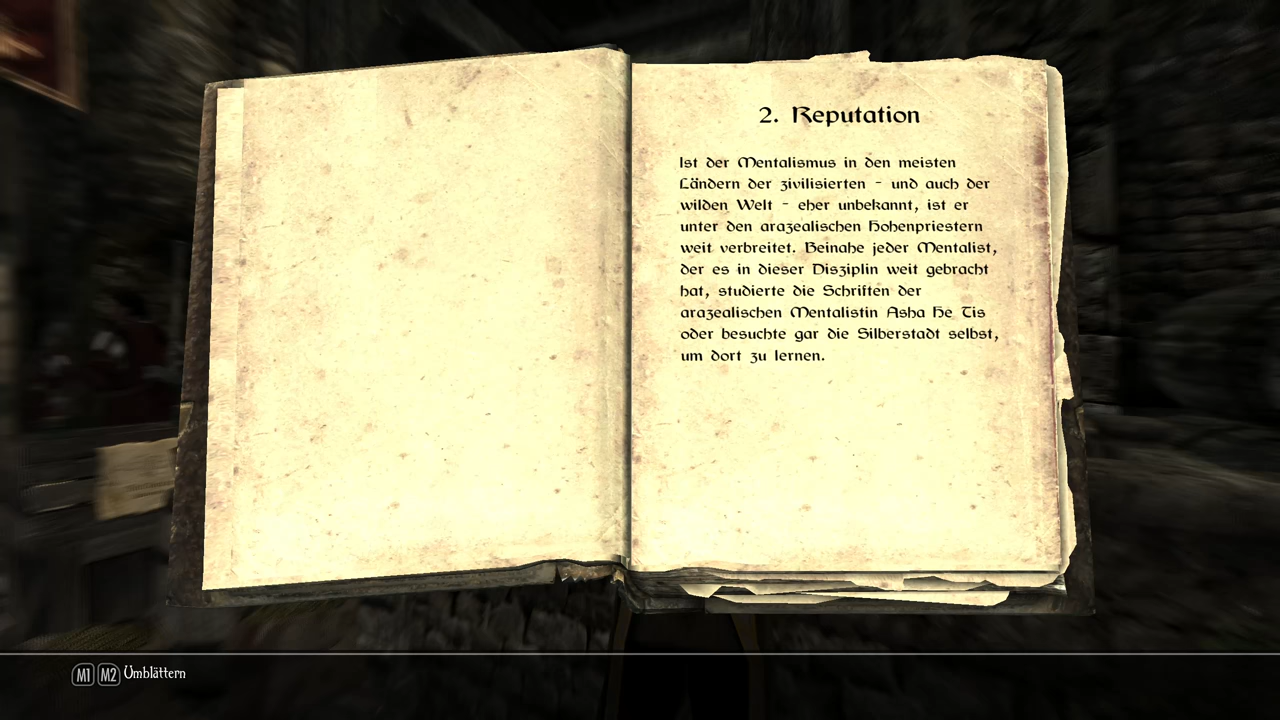 2. Reputation
Ist der Mentalismus in den meisten
Ländern der zivilisierten - und auch der
wilden Welt - eher unbekannt, ist er
unter den arazealischen Hohenpriestern
weit verbreitet. Beinahe jeder Mentalist,
der es in dieser Disziplin weit gebracht
hat, studierte die Schriften der
arazealischen Mentalistin Asha He Tis
oder besuchte gar die Silberstadt selbst,
um dort zu lernen.
M1 M2 Umblättern